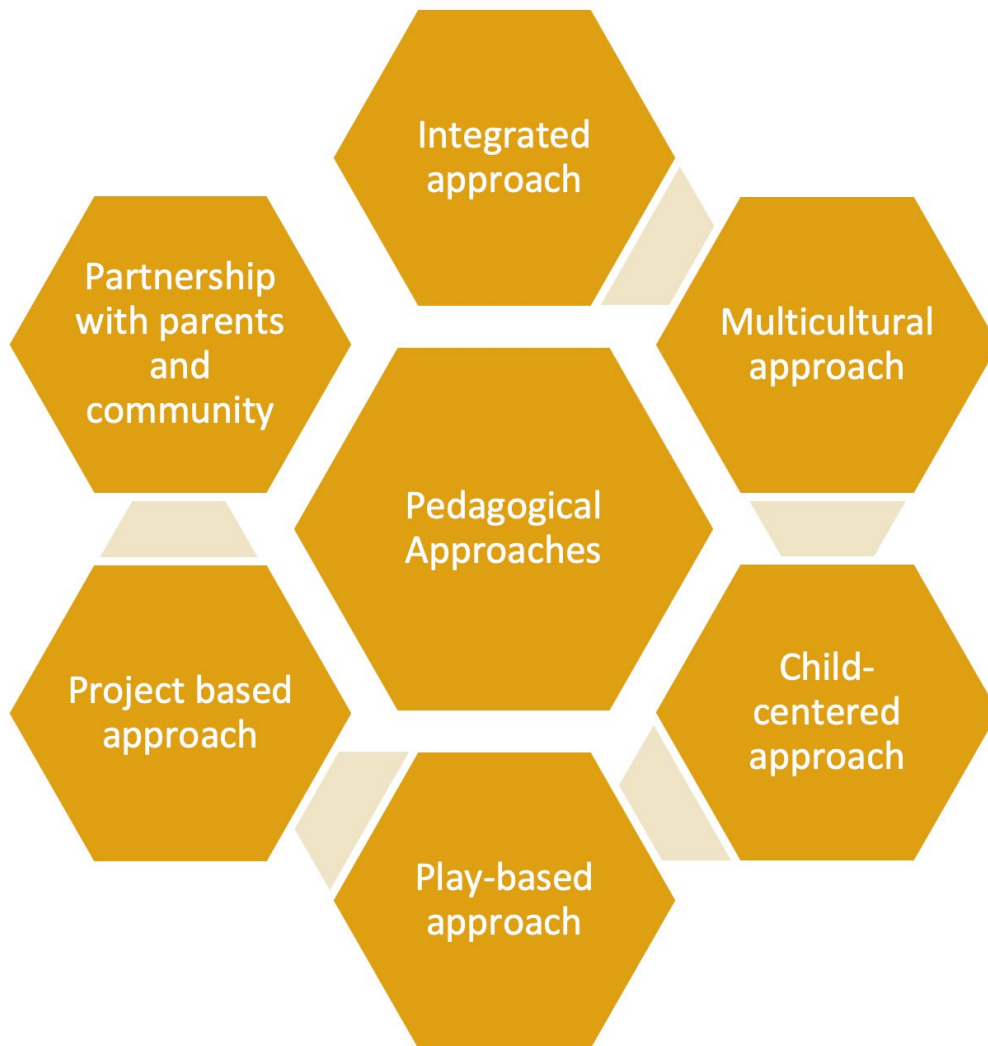 Integrated
approach
Multicultural
approach
Child-
centered
approach
Play-based
approach
Project based
approach
Partnership
with parents
and
community
Pedagogical
Approaches